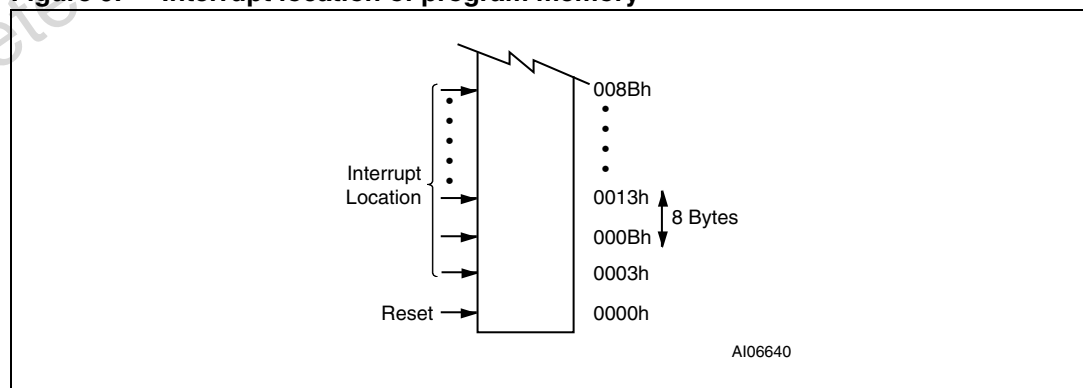 008Bh
Interrupt
Location
0013h
8 Bytes
000Bh
0003h
Reset
0000h
AI06640